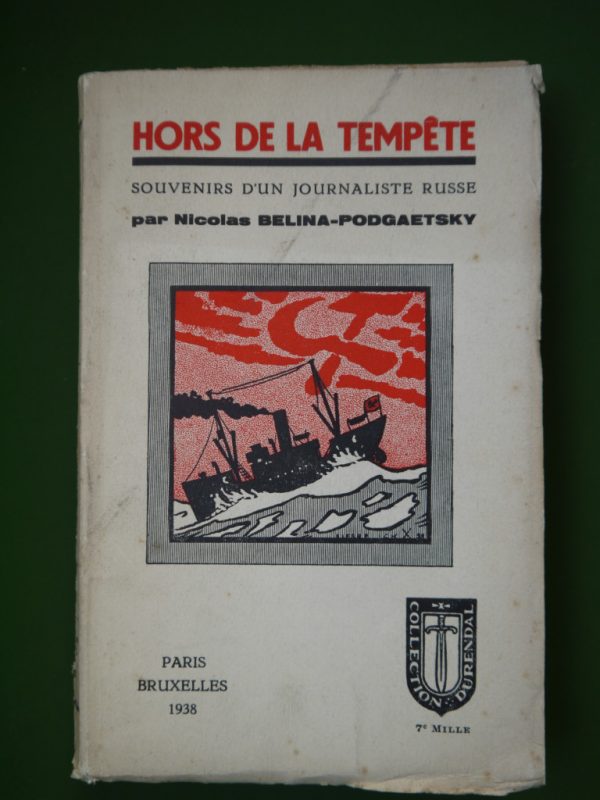 HORS DE LA TEMPÊTE
SOUVENIRS D'UN JOURNALISTE RUSSE
par Nicolas BELINA-PODGAETSKY
PARIS
BRUXELLES
1938
COLLECTION DURENDAL
7e MILLE